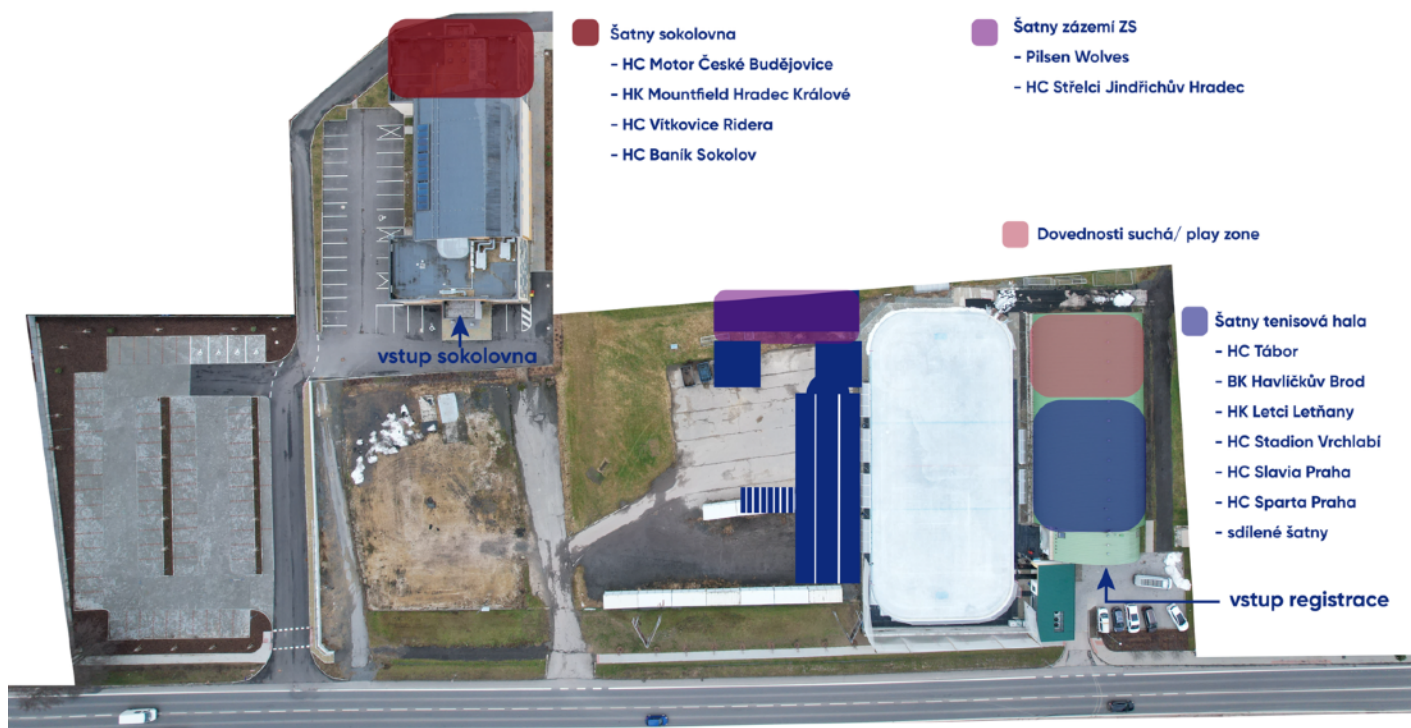 Šatny sokolovna
- HC Motor České Budějovice
- HK Mountfield Hradec Králové
- HC Vítkovice Ridera
- HC Baník Sokolov
Šatny zázemí ZS
- Pilsen Wolves
- HC Střelci Jindřichův Hradec
Dovednosti suchá/ play zone
Šatny tenisová hala
- HC Tábor
- BK Havlíčkův Brod
- HK Letci Letňany
- HC Stadion Vrchlabí
- HC Slavia Praha
- HC Sparta Praha
- sdílené šatny
vstup sokolovna
vstup registrace